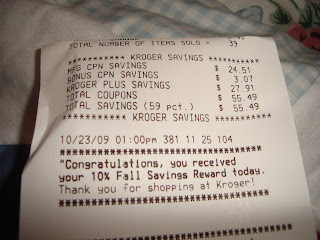 TOTAL NUMBER OF ITEMS SOLD = 39
********** KROGER SAVINGS **********
MFG CPN SAVINGS $ 24.51
BONUS CPN SAVINGS $ 3.07
KROGER PLUS SAVINGS $ 27.91
TOTAL COUPONS $ 55.49
TOTAL SAVINGS (59 pct.) $ 55.49
********** KROGER SAVINGS **********
10/23/09 01:00pm 381 11 25 104
************************************
"Congratulations, you received
your 10% Fall Savings Reward today.
Thank you for shopping at Kroger!
************************************
************************************